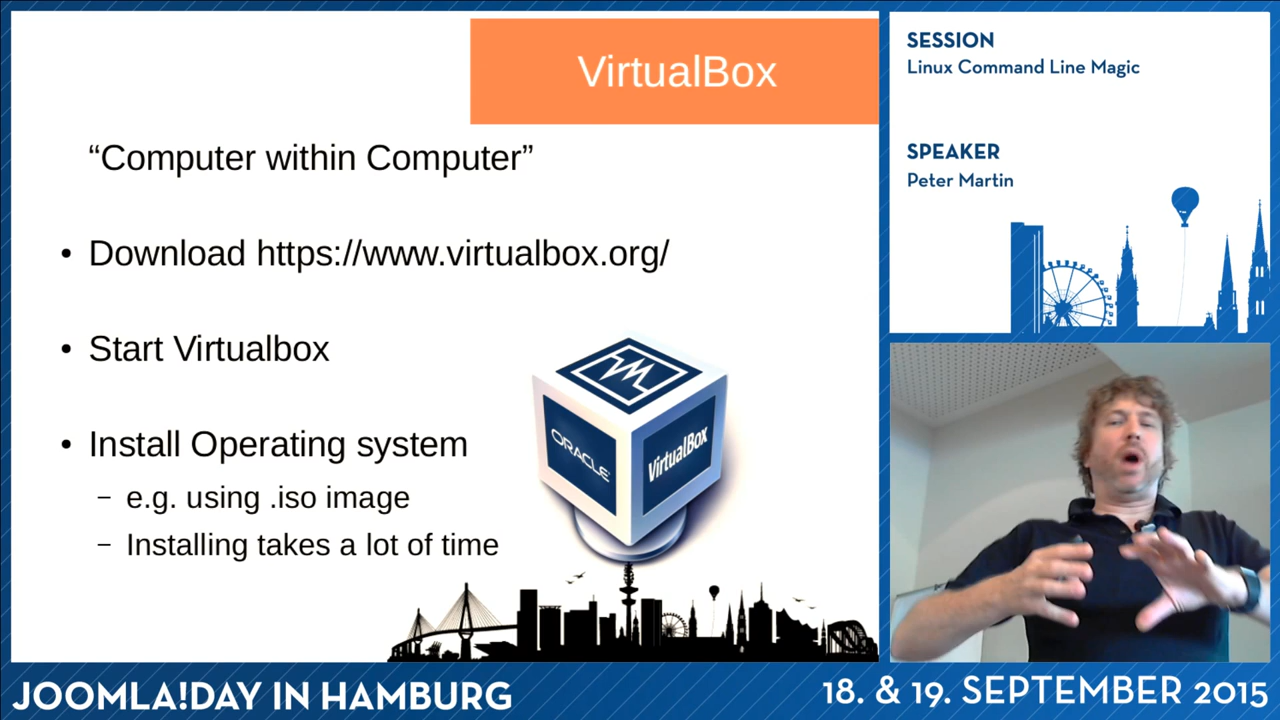 VirtualBox
“Computer within Computer”
• Download https://www.virtualbox.org/
• Start Virtualbox
• Install Operating system
– e.g. using .iso image
– Installing takes a lot of time
ORACLE
VirtualBox
SESSION
Linux Command Line Magic
SPEAKER
Peter Martin
JOOMLA!DAY IN HAMBURG
18. & 19. SEPTEMBER 2015